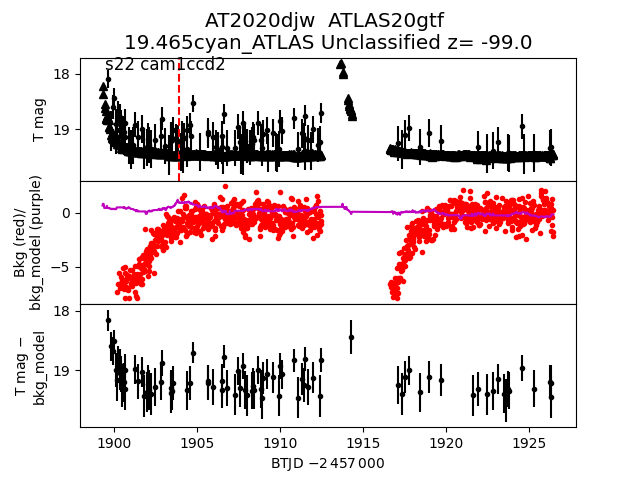 AT2020djw  ATLAS20gtf
19.465cyan_ATLAS Unclassified z= -99.0
s22 cam1ccd2
18
19
T mag
0
−5
Bkg (red)/
bkg_model (purple)
18
19
T mag −
bkg_model
1900 1905 1910 1915 1920 1925
BTJD −2 457 000